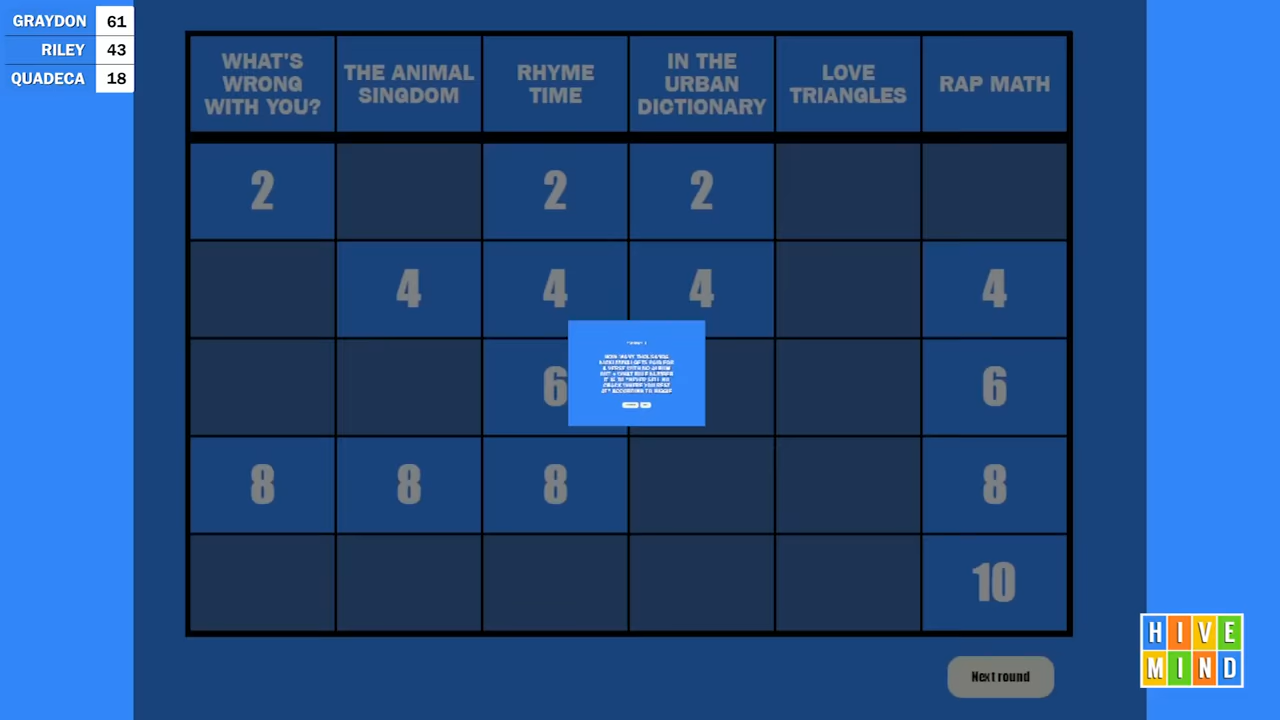 GRAYDON 61
RILEY 43
QUADECA 18
WHAT'S WRONG WITH YOU?
THE ANIMAL SINGDOM
RHYME TIME
IN THE URBAN DICTIONARY
LOVE TRIANGLES
RAP MATH
2 2 2
4 4 4 4
6 6
8 8 8 8
10
Next round
HIVE
MIND